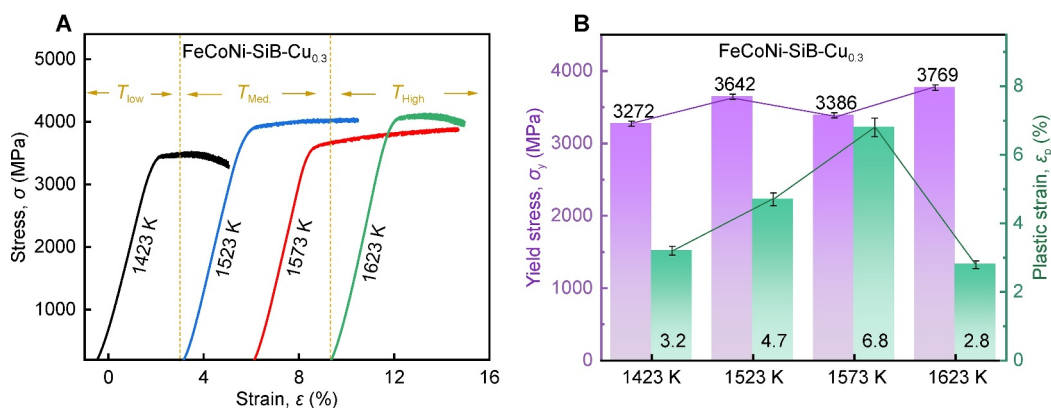 A
FeCoNi-SiB-Cu0.3
Tlow
TMed.
THigh
5000
4000
3000
2000
1000
Stress, σ (MPa)
1423 K
1523 K
1573 K
1623 K
0
4
8
12
16
Strain, ε (%)
B
FeCoNi-SiB-Cu0.3
4000
3000
2000
1000
0
Yield stress, σy (MPa)
3272
3642
3386
3769
3.2
4.7
6.8
2.8
1423 K
1523 K
1573 K
1623 K
8
6
4
2
0
Plastic strain, εp (%)